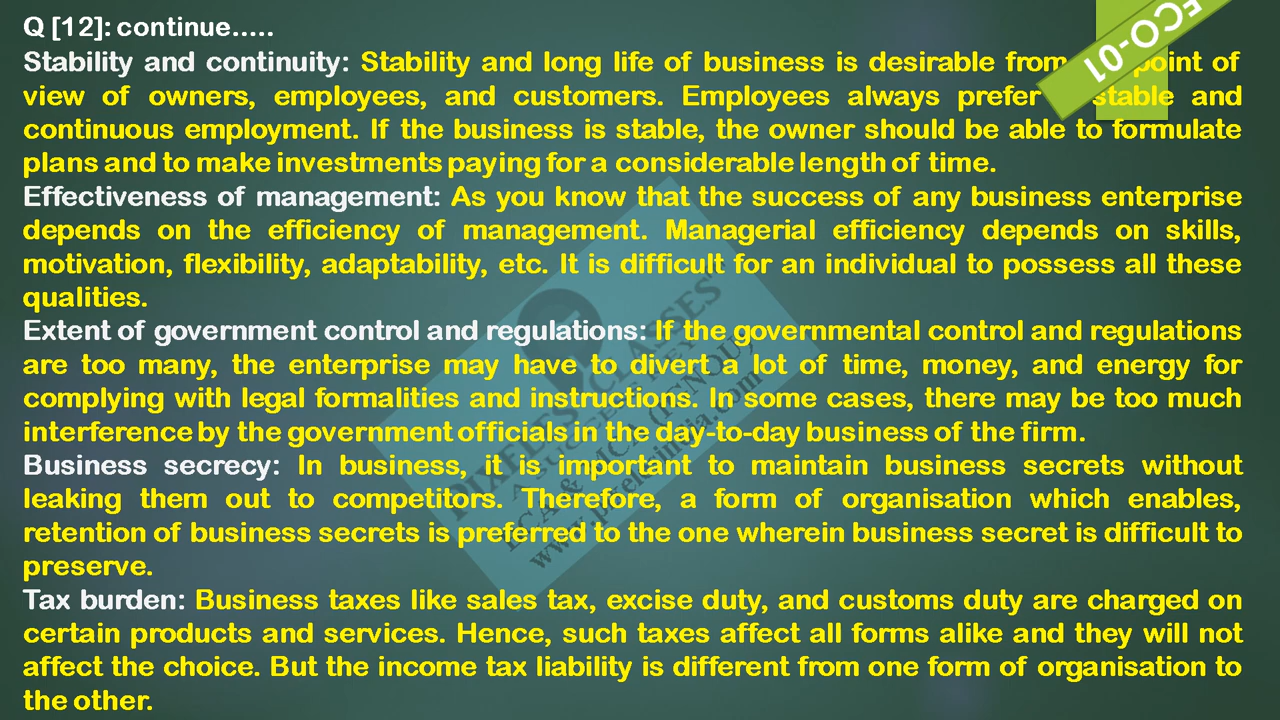 Q [12]: continue.....
ECO-01
Stability and continuity: Stability and long life of business is desirable from point of
view of owners, employees, and customers. Employees always prefer stable and
continuous employment. If the business is stable, the owner should be able to formulate
plans and to make investments paying for a considerable length of time.
Effectiveness of management: As you know that the success of any business enterprise
depends on the efficiency of management. Managerial efficiency depends on skills,
motivation, flexibility, adaptability, etc. It is difficult for an individual to possess all these
qualities.
Extent of government control and regulations: If the governmental control and regulations
are too many, the enterprise may have to divert a lot of time, money, and energy for
complying with legal formalities and instructions. In some cases, there may be too much
interference by the government officials in the day-to-day business of the firm.
Business secrecy: In business, it is important to maintain business secrets without
leaking them out to competitors. Therefore, a form of organisation which enables,
retention of business secrets is preferred to the one wherein business secret is difficult to
preserve.
Tax burden: Business taxes like sales tax, excise duty, and customs duty are charged on
certain products and services. Hence, such taxes affect all forms alike and they will not
affect the choice. But the income tax liability is different from one form of organisation to
the other.
PIXELES CLASSES
A SUCCESS KEY
BCA & MCA (IGNOU)